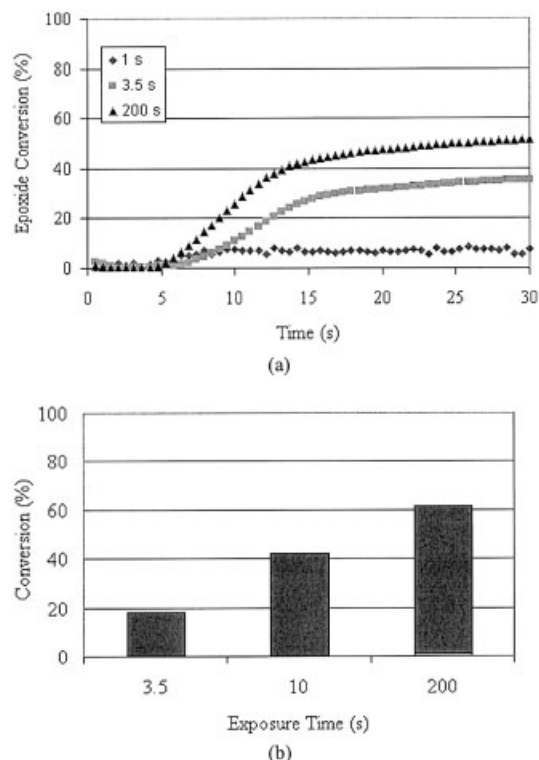 100
80
60
40
20
0
Epoxide Conversion (%)
1 s
3.5 s
200 s
0 5 10 15 20 25 30
Time (s)
(a)
100
80
60
40
20
0
Conversion (%)
3.5 10 200
Exposure Time (s)
(b)